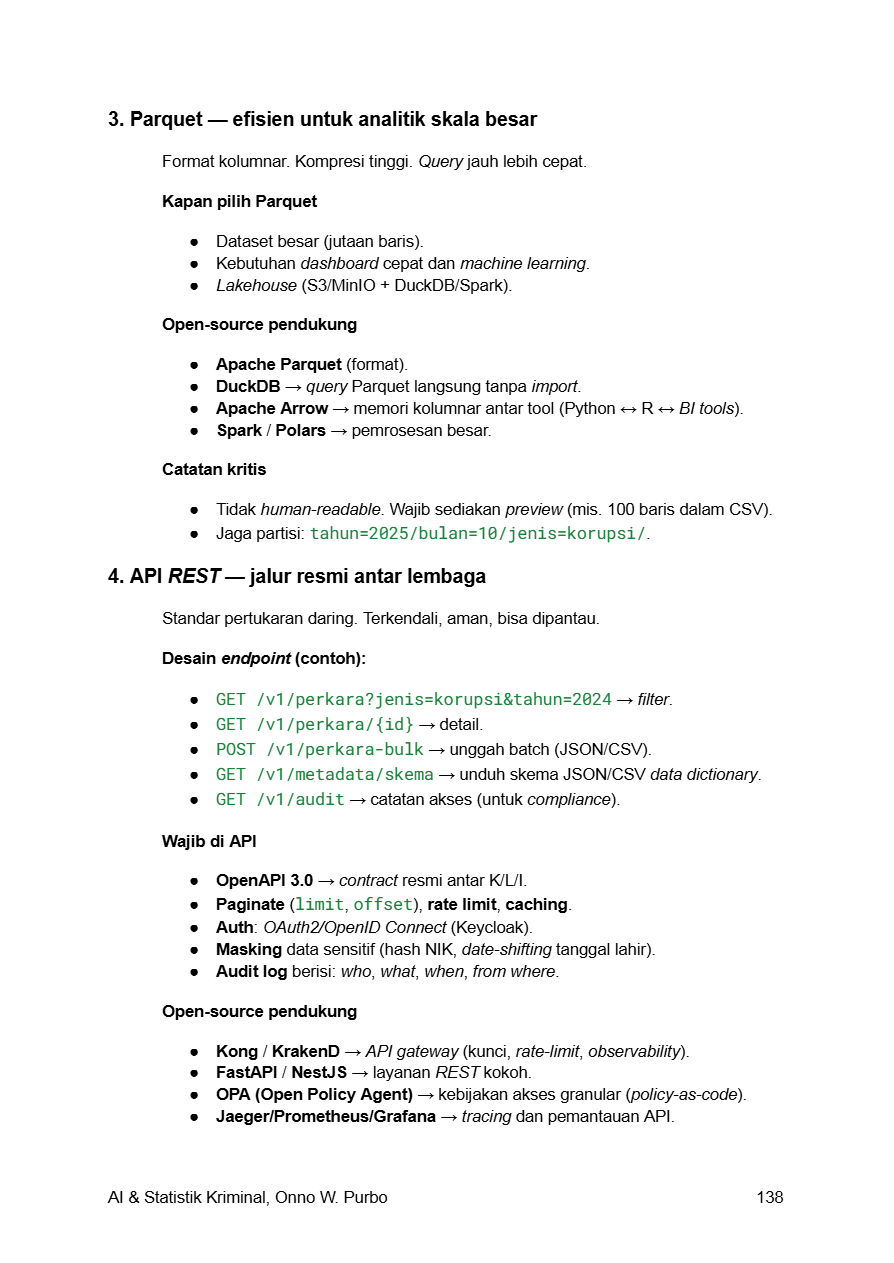 3. Parquet — efisien untuk analitik skala besar
Format kolumnar. Kompresi tinggi. Query jauh lebih cepat.
Kapan pilih Parquet
● Dataset besar (jutaan baris).
● Kebutuhan dashboard cepat dan machine learning.
● Lakehouse (S3/MinIO + DuckDB/Spark).
Open-source pendukung
● Apache Parquet (format).
● DuckDB → query Parquet langsung tanpa import.
● Apache Arrow → memori kolumnar antar tool (Python ↔ R ↔ BI tools).
● Spark / Polars → pemrosesan besar.
Catatan kritis
● Tidak human-readable. Wajib sediakan preview (mis. 100 baris dalam CSV).
● Jaga partisi: tahun=2025/bulan=10/jenis=korupsi/.
4. API REST — jalur resmi antar lembaga
Standar pertukaran daring. Terkendali, aman, bisa dipantau.
Desain endpoint (contoh):
● GET /v1/perkara?jenis=korupsi&tahun=2024 → filter.
● GET /v1/perkara/{id} → detail.
● POST /v1/perkara-bulk → unggah batch (JSON/CSV).
● GET /v1/metadata/skema → unduh skema JSON/CSV data dictionary.
● GET /v1/audit → catatan akses (untuk compliance).
Wajib di API
● OpenAPI 3.0 → contract resmi antar K/L/I.
● Paginate (limit, offset), rate limit, caching.
● Auth: OAuth2/OpenID Connect (Keycloak).
● Masking data sensitif (hash NIK, date-shifting tanggal lahir).
● Audit log berisi: who, what, when, from where.
Open-source pendukung
● Kong / KrakenD → API gateway (kunci, rate-limit, observability).
● FastAPI / NestJS → layanan REST kokoh.
● OPA (Open Policy Agent) → kebijakan akses granular (policy-as-code).
● Jaeger/Prometheus/Grafana → tracing dan pemantauan API.
AI & Statistik Kriminal, Onno W. Purbo 138